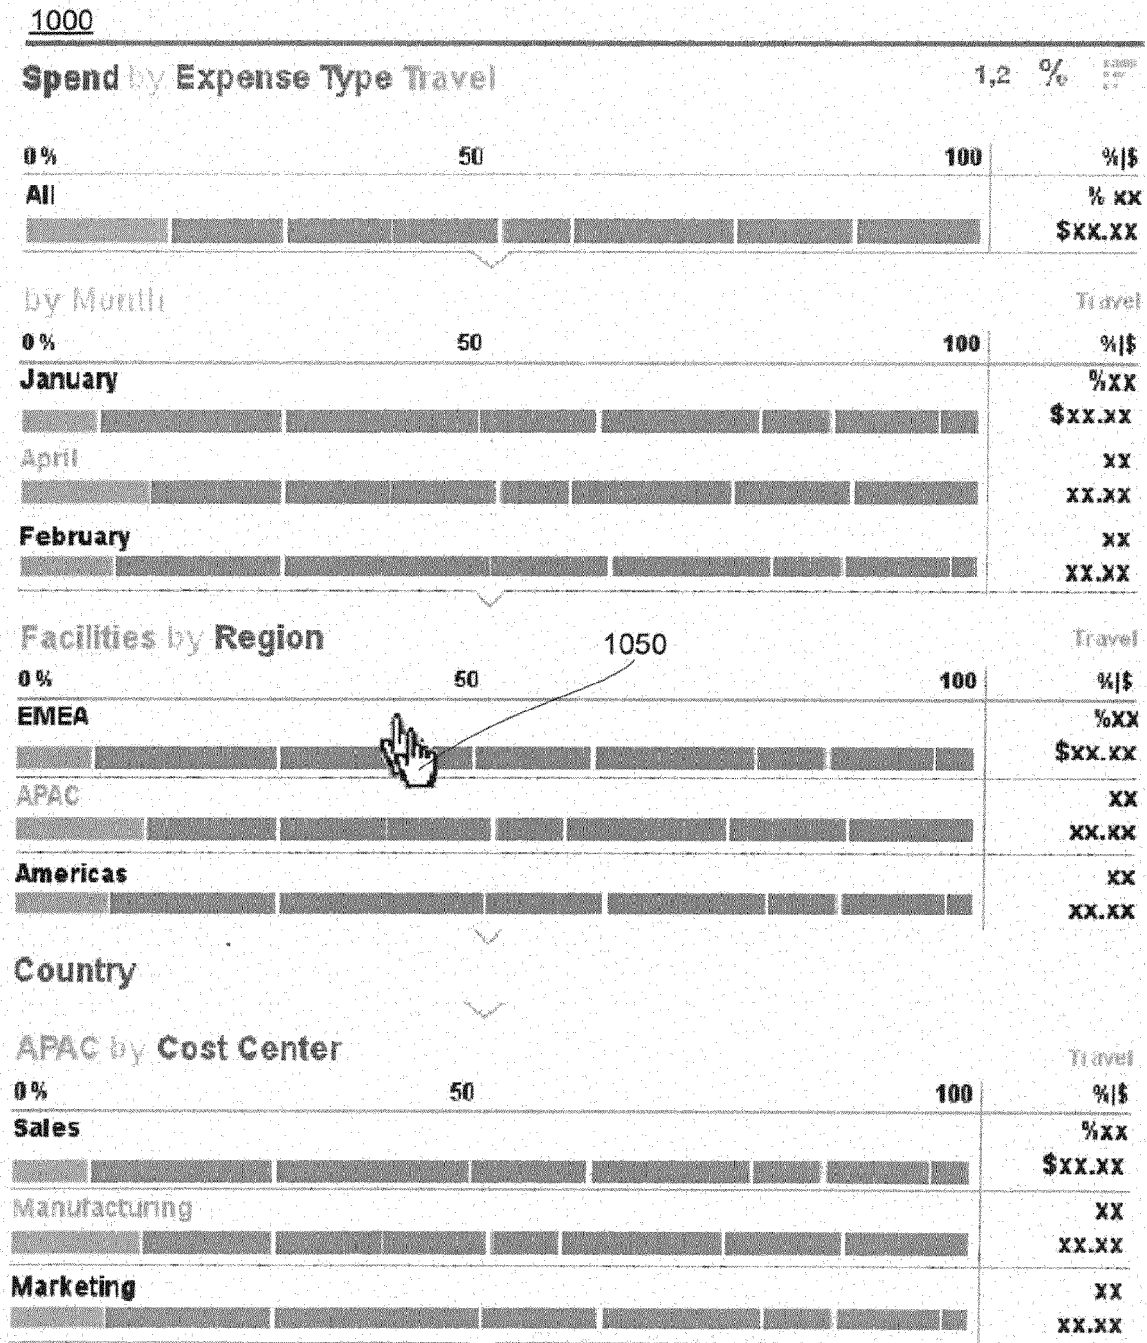 1000
Spend by Expense Type Travel 1,2 %
0% 50 100 %|$
All % xx
$xx.xx
by Month Travel
0% 50 100 %|$
January %xx
$xx.xx
April xx
xx.xx
February xx
xx.xx
Facilities by Region 1050 Travel
0% 50 100 %|$
EMEA %xx
$xx.xx
APAC xx
xx.xx
Americas xx
xx.xx
Country
APAC by Cost Center Travel
0% 50 100 %|$
Sales %xx
$xx.xx
Manufacturing xx
xx.xx
Marketing xx
xx.xx